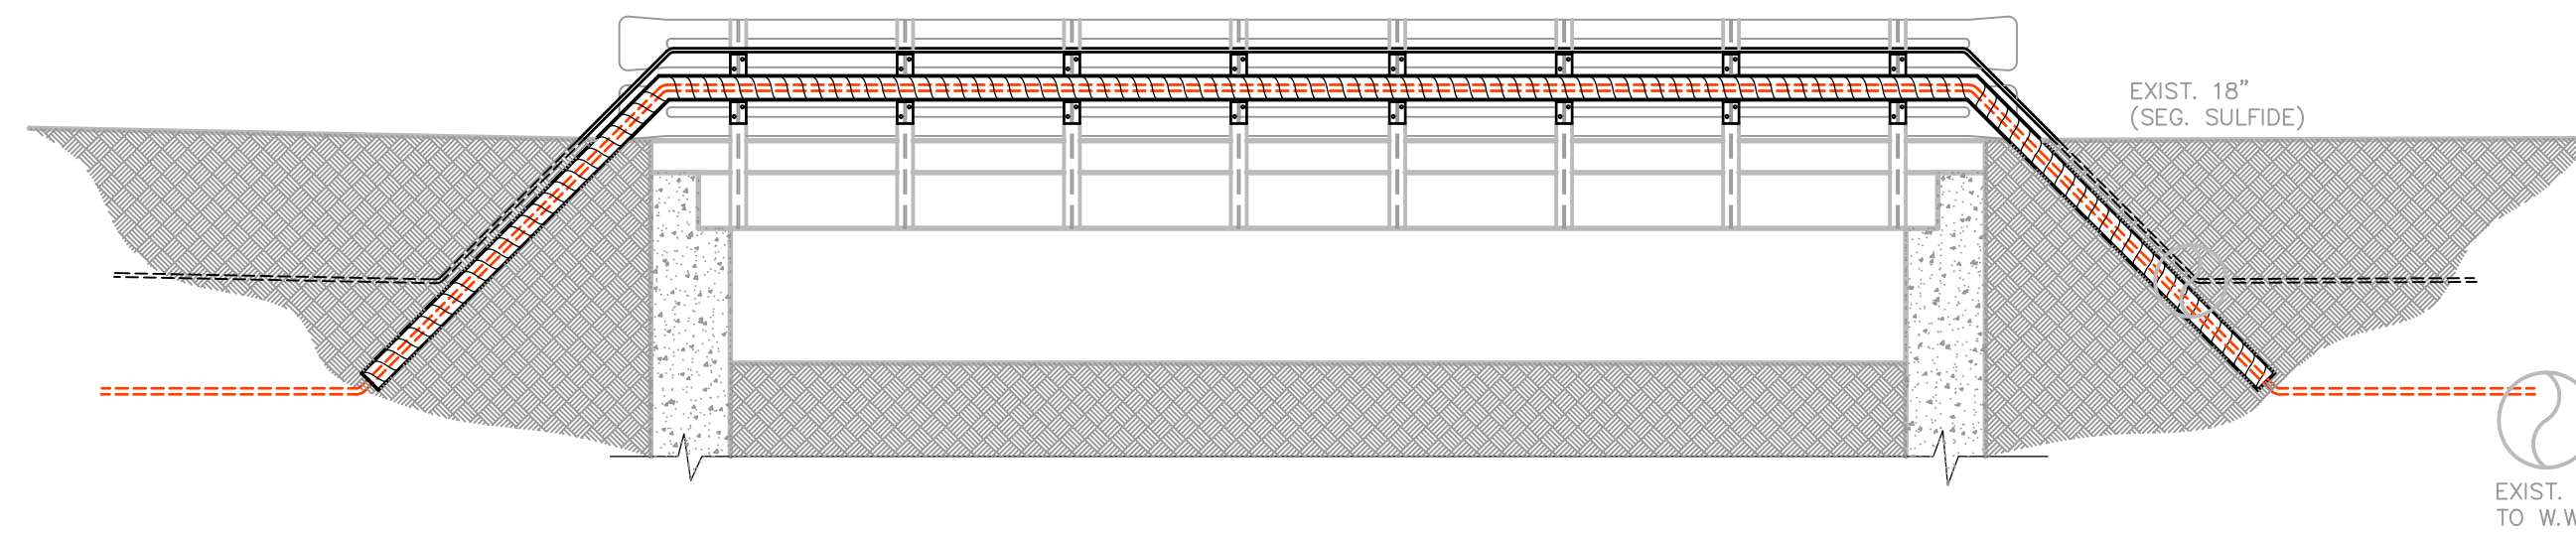 EXIST. 18"
(SEG. SULFIDE)
EXIST.
TO W.W